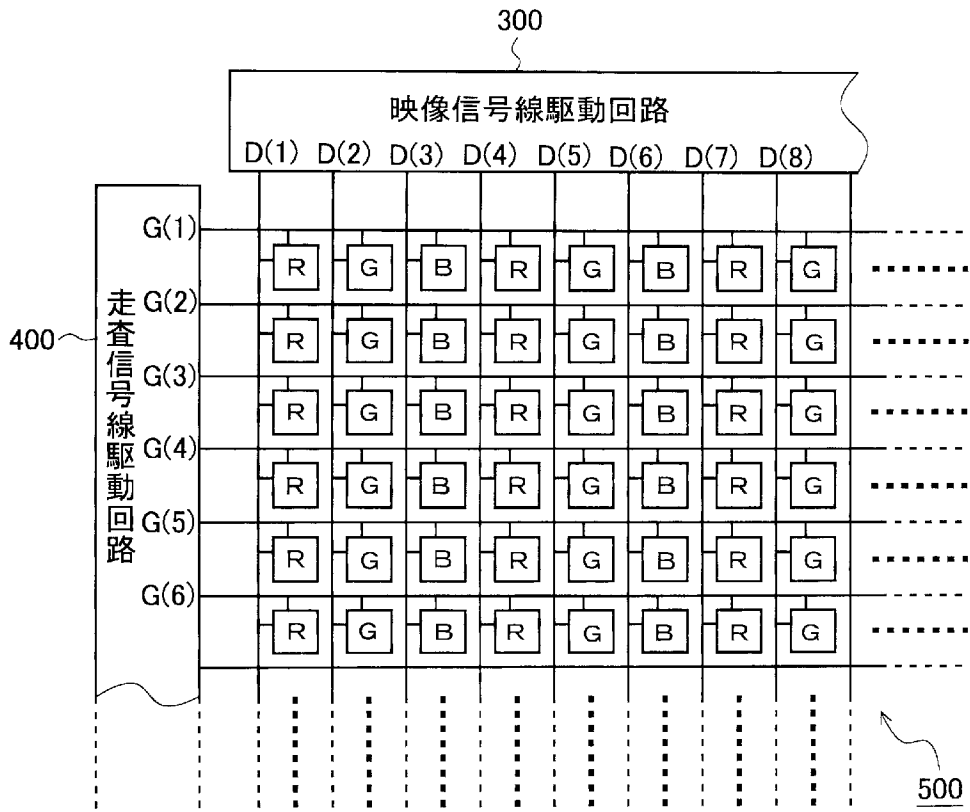 300
映像信号線駆動回路
D(1) D(2) D(3) D(4) D(5) D(6) D(7) D(8)
400
走査信号線駆動回路
G(1)
R G B R G B R G
G(2)
R G B R G B R G
G(3)
R G B R G B R G
G(4)
R G B R G B R G
G(5)
R G B R G B R G
G(6)
R G B R G B R G
500